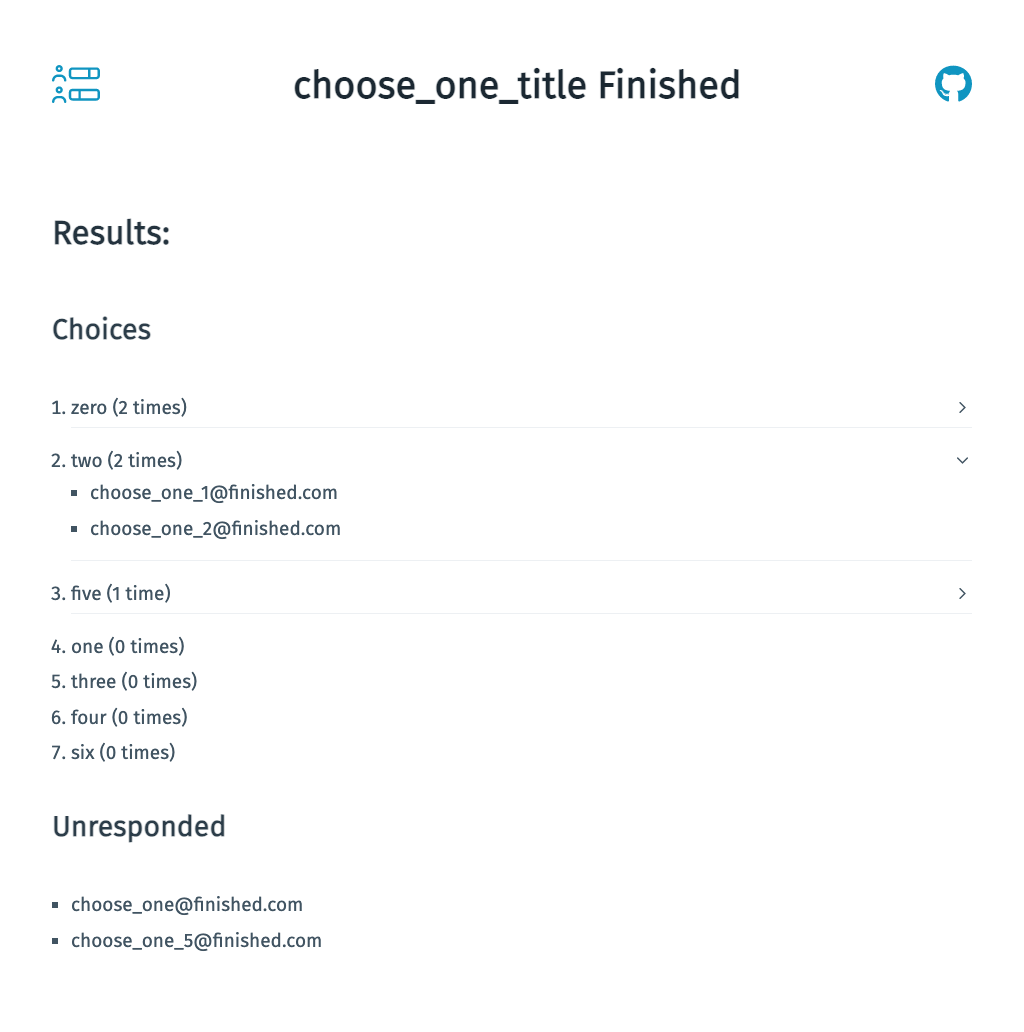 choose_one_title Finished
Results:
Choices
1. zero (2 times)
2. two (2 times)
choose_one_1@finished.com
choose_one_2@finished.com
3. five (1 time)
4. one (0 times)
5. three (0 times)
6. four (0 times)
7. six (0 times)
Unresponded
choose_one@finished.com
choose_one_5@finished.com